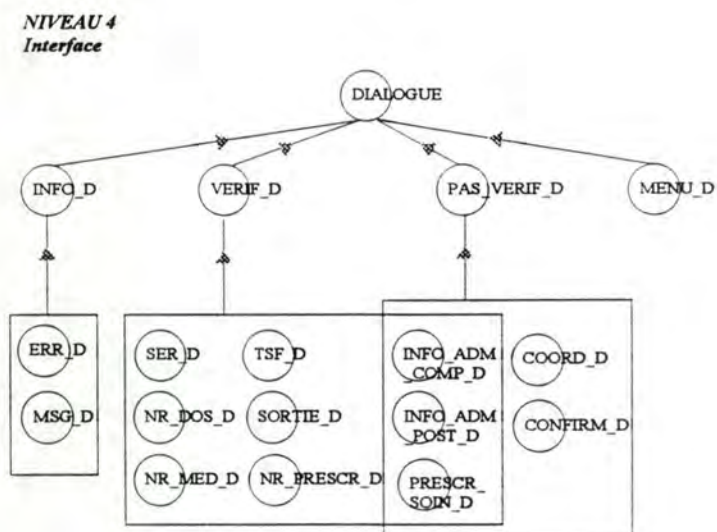 NIVEAU 4
Interface
DIALOGUE
INFO_D
VERIF_D
PAS_VERIF_D
MENU_D
ERR_D
MSG_D
SER_D
TSF_D
NR_DOS_D
SORTIE_D
NR_MED_D
NR_PRESCR_D
INFO_ADM
_COMP_D
INFO_ADM
_POST_D
PRESCR_
SOIN_D
COORD_D
CONFIRM_D